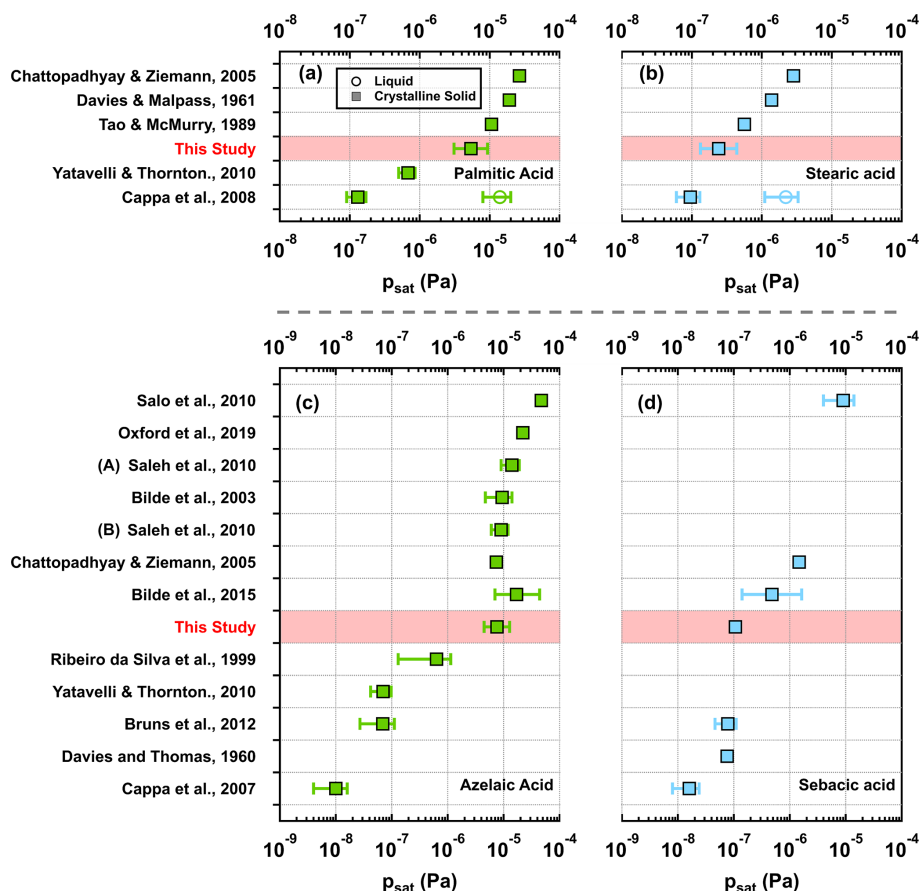 10⁻⁸ 10⁻⁷ 10⁻⁶ 10⁻⁵ 10⁻⁴ 10⁻⁸ 10⁻⁷ 10⁻⁶ 10⁻⁵ 10⁻⁴
(a)
Liquid
Crystalline Solid
(b)
Chattopadhyay & Ziemann, 2005
Davies & Malpass, 1961
Tao & McMurry, 1989
This Study
Yatavelli & Thornton., 2010
Cappa et al., 2008
Palmitic Acid
Stearic acid
10⁻⁸ 10⁻⁷ 10⁻⁶ 10⁻⁵ 10⁻⁴ 10⁻⁸ 10⁻⁷ 10⁻⁶ 10⁻⁵ 10⁻⁴
p_sat (Pa) p_sat (Pa)
10⁻⁹ 10⁻⁸ 10⁻⁷ 10⁻⁶ 10⁻⁵ 10⁻⁴ 10⁻⁹ 10⁻⁸ 10⁻⁷ 10⁻⁶ 10⁻⁵ 10⁻⁴
(c)
(d)
Salo et al., 2010
Oxford et al., 2019
(A) Saleh et al., 2010
Bilde et al., 2003
(B) Saleh et al., 2010
Chattopadhyay & Ziemann, 2005
Bilde et al., 2015
This Study
Ribeiro da Silva et al., 1999
Yatavelli & Thornton., 2010
Bruns et al., 2012
Davies and Thomas, 1960
Cappa et al., 2007
Azelaic Acid
Sebacic acid
10⁻⁹ 10⁻⁸ 10⁻⁷ 10⁻⁶ 10⁻⁵ 10⁻⁴ 10⁻⁹ 10⁻⁸ 10⁻⁷ 10⁻⁶ 10⁻⁵ 10⁻⁴
p_sat (Pa) p_sat (Pa)